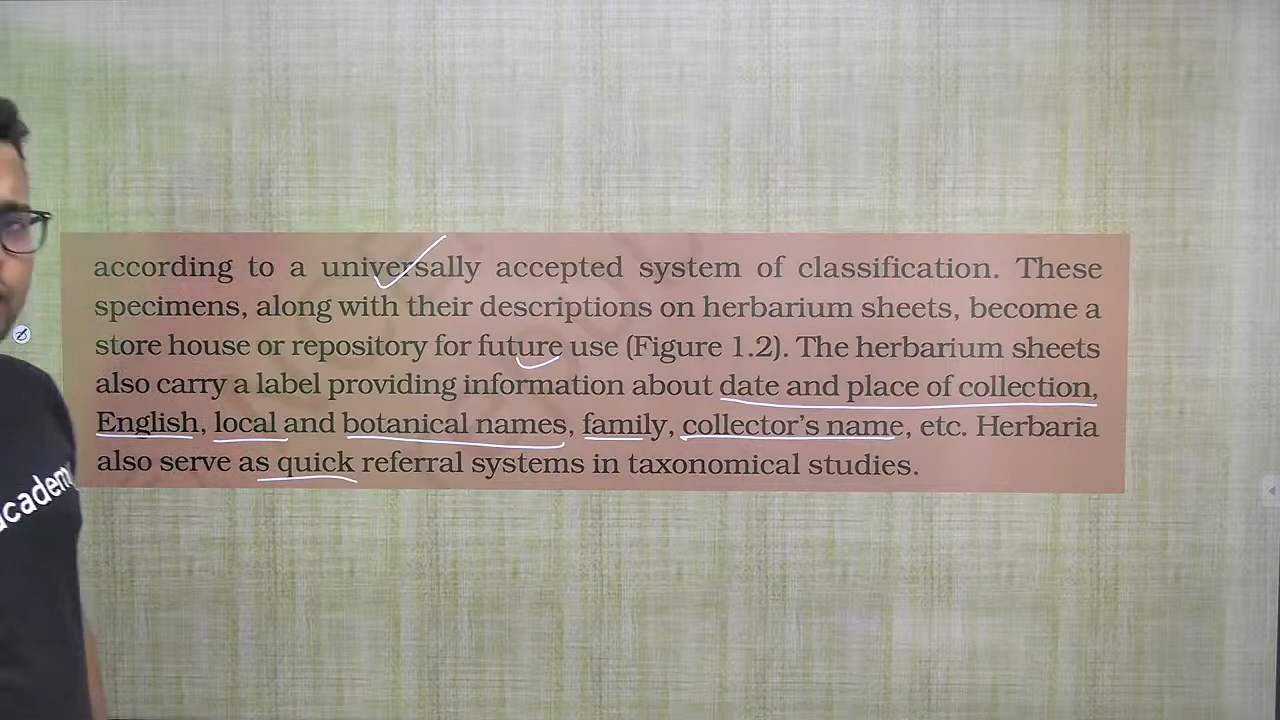 according to a universally accepted system of classification. These
specimens, along with their descriptions on herbarium sheets, become a
store house or repository for future use (Figure 1.2). The herbarium sheets
also carry a label providing information about date and place of collection,
English, local and botanical names, family, collector's name, etc. Herbaria
also serve as quick referral systems in taxonomical studies.
academy